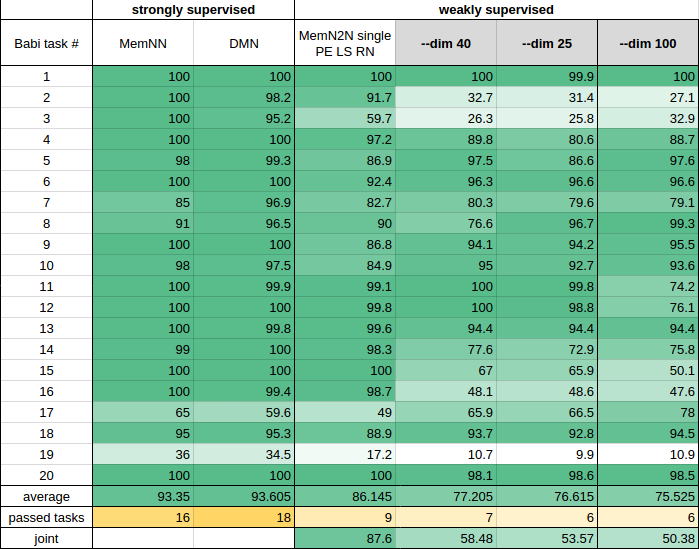 strongly supervised weakly supervised
Babi task # MemNN DMN MemN2N single PE LS RN --dim 40 --dim 25 --dim 100
1 100 100 100 100 99.9 100
2 100 98.2 91.7 32.7 31.4 27.1
3 100 95.2 59.7 26.3 25.8 32.9
4 100 100 97.2 89.8 80.6 88.7
5 98 99.3 86.9 97.5 86.6 97.6
6 100 100 92.4 96.3 96.6 96.6
7 85 96.9 82.7 80.3 79.6 79.1
8 91 96.5 90 76.6 96.7 99.3
9 100 100 86.8 94.1 94.2 95.5
10 98 97.5 84.9 95 92.7 93.6
11 100 99.9 99.1 100 99.8 74.2
12 100 100 99.8 100 98.8 76.1
13 100 99.8 99.6 94.4 94.4 94.4
14 99 100 98.3 77.6 72.9 75.8
15 100 100 100 67 65.9 50.1
16 100 99.4 98.7 48.1 48.6 47.6
17 65 59.6 49 65.9 66.5 78
18 95 95.3 88.9 93.7 92.8 94.5
19 36 34.5 17.2 10.7 9.9 10.9
20 100 100 100 98.1 98.6 98.5
average 93.35 93.605 86.145 77.205 76.615 75.525
passed tasks 16 18 9 7 6 6
joint 87.6 58.48 53.57 50.38